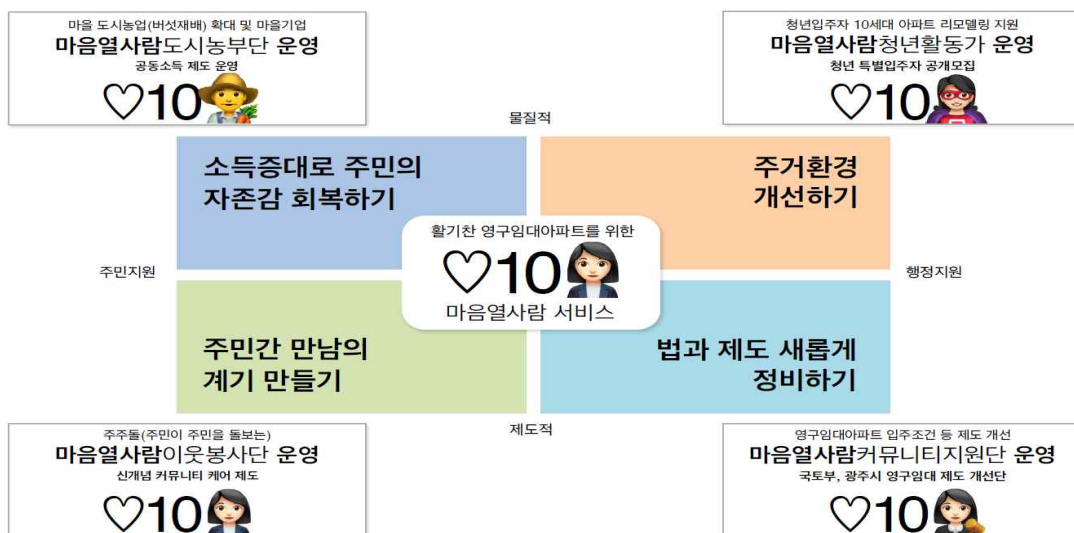 마을 도시농업(버섯재배) 확대 및 마을기업
마음열사람도시농부단 운영
공동소득 제도 운영
♡10
청년입주자 10세대 아파트 리모델링 지원
마음열사람청년활동가 운영
청년 특별입주자 공개모집
♡10
물질적
소득증대로 주민의
자존감 회복하기
주거환경
개선하기
주민지원
활기찬 영구임대아파트를 위한
♡10
마음열사람 서비스
행정지원
주민간 만남의
계기 만들기
법과 제도 새롭게
정비하기
제도적
주주돌(주민이 주민을 돌보는)
마음열사람이웃봉사단 운영
신개념 커뮤니티 케어 제도
♡10
영구임대아파트 입주조건 등 제도 개선
마음열사람커뮤니티지원단 운영
국토부, 광주시 영구임대 제도 개선단
♡10